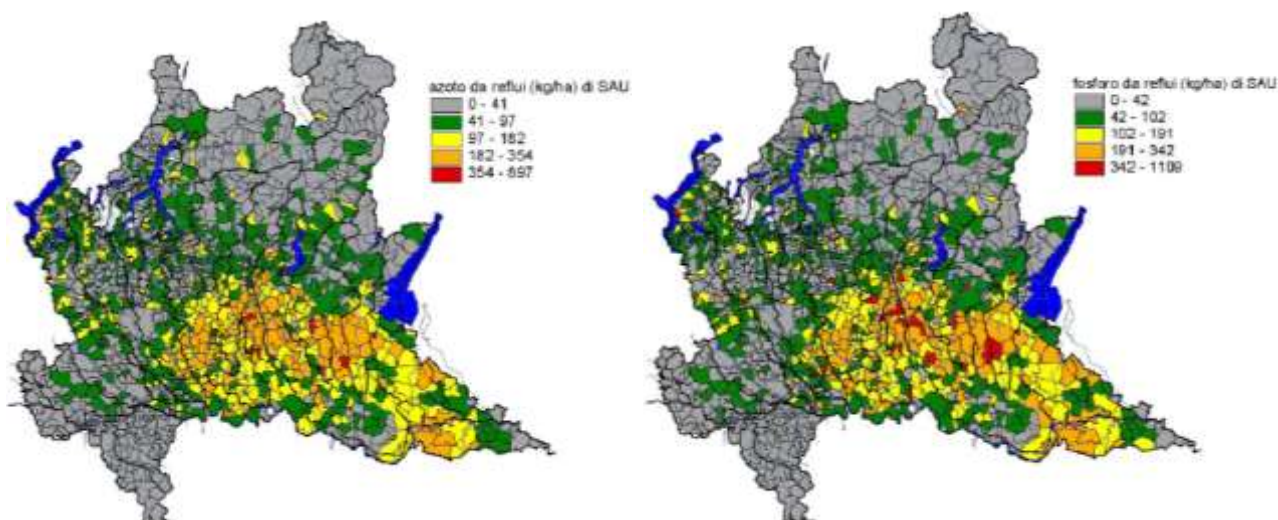 azoto da reflui (kg/ha) di SAU
0 - 41
41 - 97
97 - 182
182 - 354
354 - 897
fosforo da reflui (kg/ha) di SAU
0 - 42
42 - 102
102 - 191
191 - 342
342 - 1109